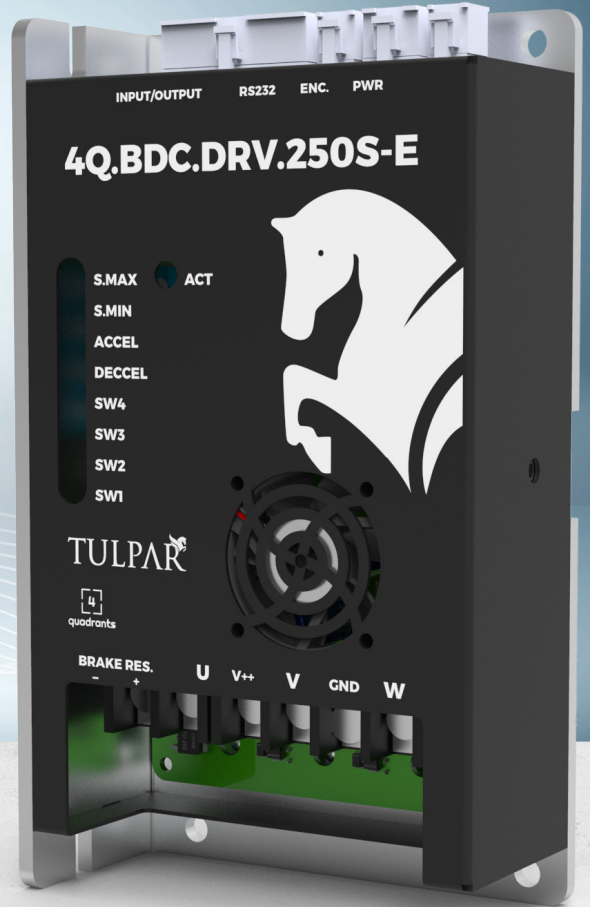 INPUT/OUTPUT RS232 ENC. PWR
4Q.BDC.DRV.250S-E
S.MAX ACT
S.MIN
ACCEL
DECCEL
SW4
SW3
SW2
SW1
TULPAR
4
quadrants
BRAKE RES. U V++ V GND W
- +